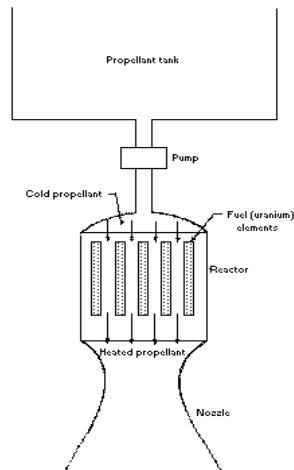 Propellant tank
Pump
Cold propellant
Fuel (uranium)
elements
Reactor
Heated propellant
Nozzle